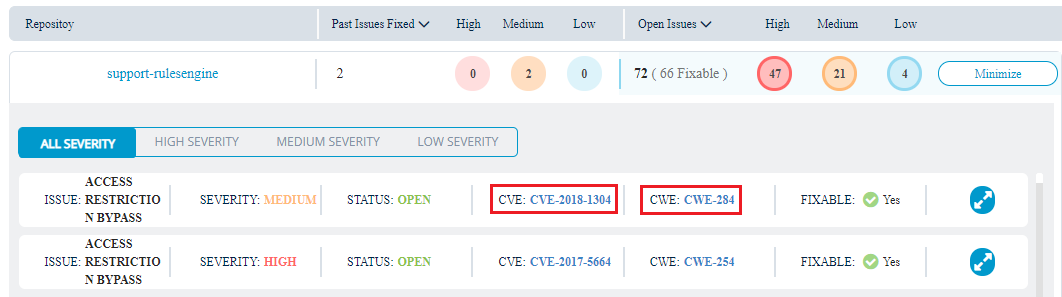 Repositoy Past Issues Fixed High Medium Low Open Issues High Medium Low
support-rulesengine 2 0 2 0 72 ( 66 Fixable ) 47 21 4 Minimize
ALL SEVERITY HIGH SEVERITY MEDIUM SEVERITY LOW SEVERITY
ACCESS
ISSUE: RESTRICTIO SEVERITY: MEDIUM STATUS: OPEN CVE: CVE-2018-1304 CWE: CWE-284 FIXABLE: Yes
N BYPASS
ACCESS
ISSUE: RESTRICTIO SEVERITY: HIGH STATUS: OPEN CVE: CVE-2017-5664 CWE: CWE-254 FIXABLE: Yes
N BYPASS